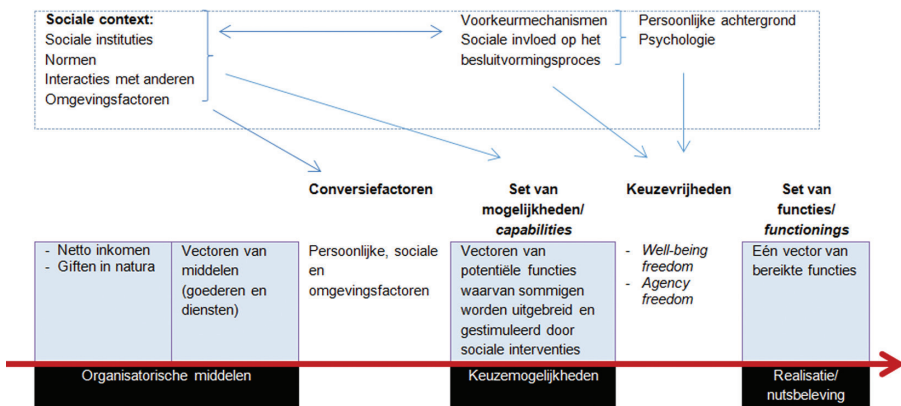 Sociale context:
Sociale instituties
Normen
Interacties met anderen
Omgevingsfactoren
Voorkeurmechanismen
Sociale invloed op het
besluitvormingsproces
Persoonlijke achtergrond
Psychologie
Conversiefactoren
Set van
mogelijkheden/
capabilities
Keuzevrijheden
Set van
functies/
functionings
- Netto inkomen
- Giften in natura
Vectoren van
middelen
(goederen en
diensten)
Persoonlijke, sociale
en
omgevingsfactoren
Vectoren van
potentiële functies
waarvan sommigen
worden uitgebreid en
gestimuleerd door
sociale interventies
- Well-being
freedom
- Agency
freedom
Eén vector van
bereikte functies
Organisatorische middelen
Keuzemogelijkheden
Realisatie/
nutsbeleving